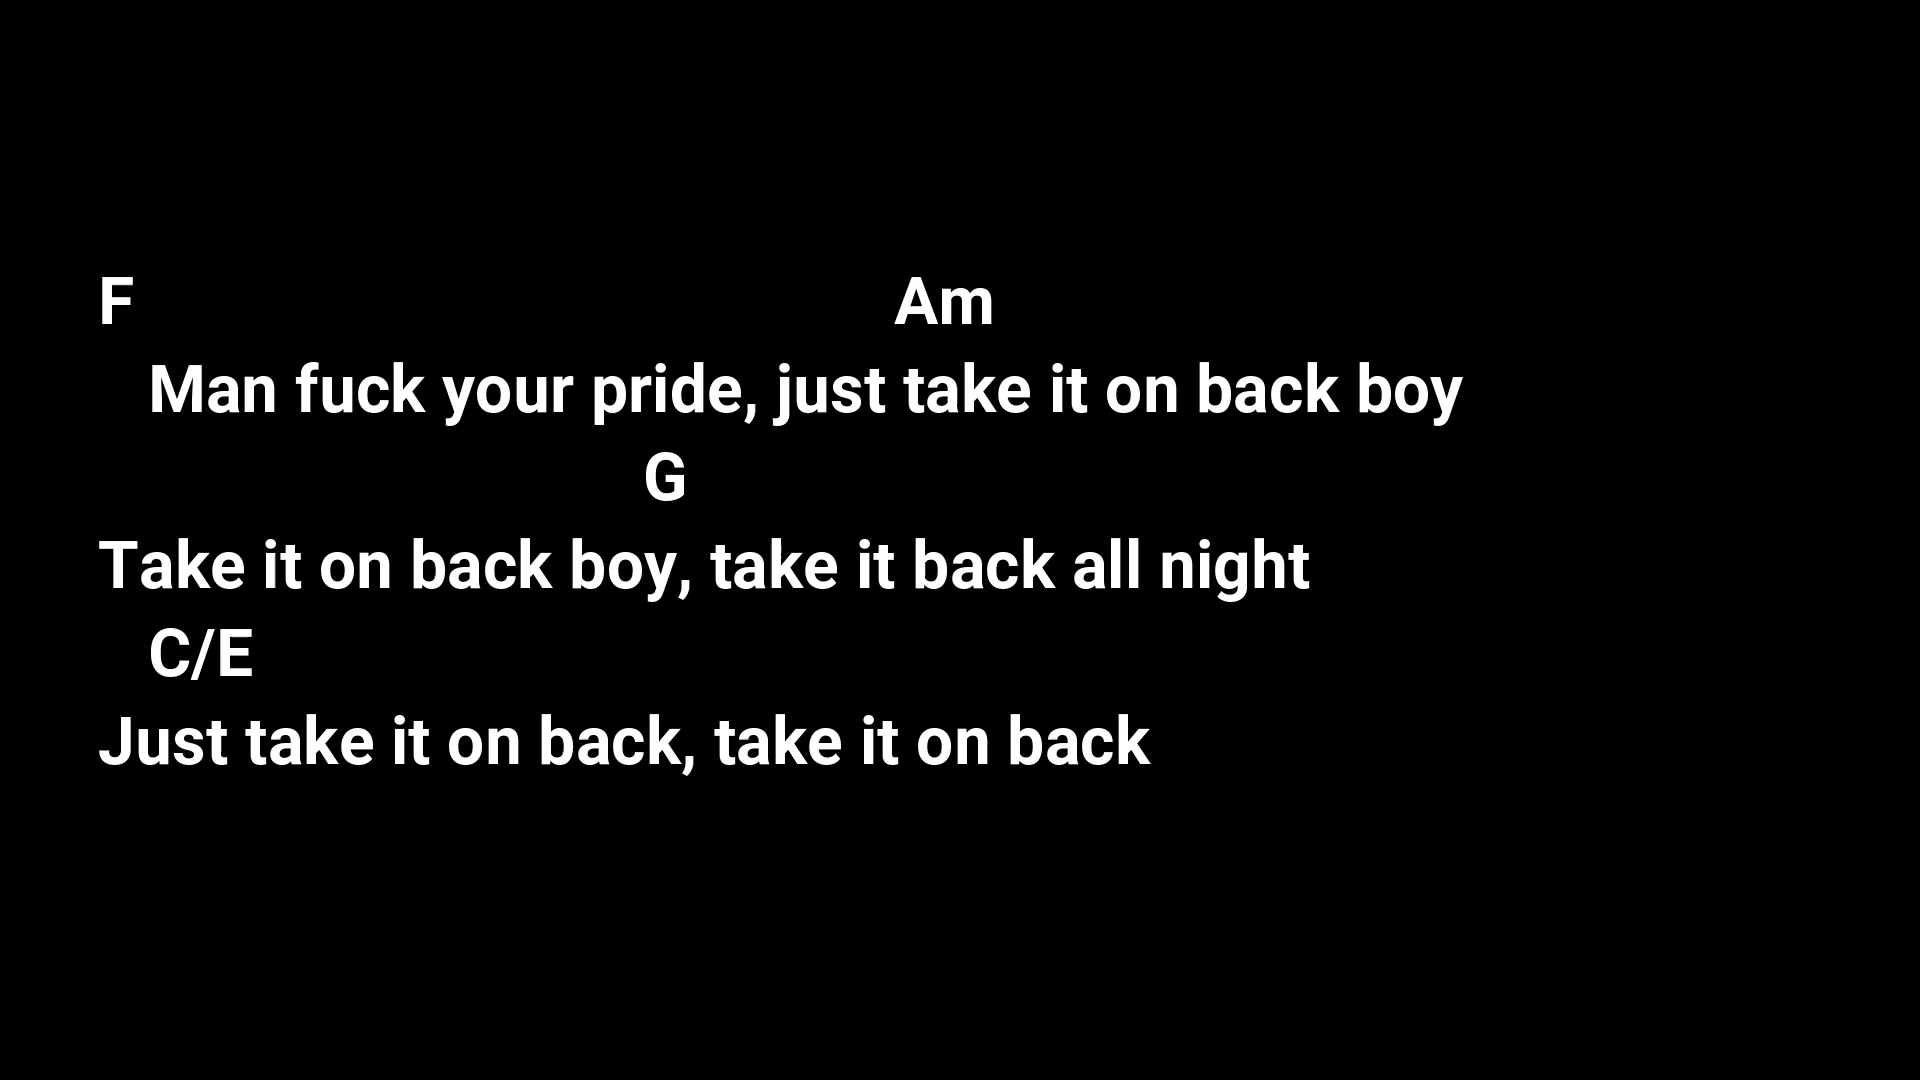 F Am
Man fuck your pride, just take it on back boy
G
Take it on back boy, take it back all night
C/E
Just take it on back, take it on back